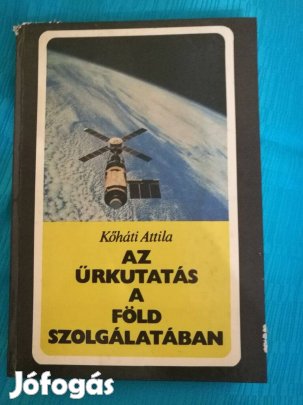 Kőháti Attila
AZ
ŰRKUTATÁS
A
FÖLD
SZOLGÁLATÁBAN
Jófogás